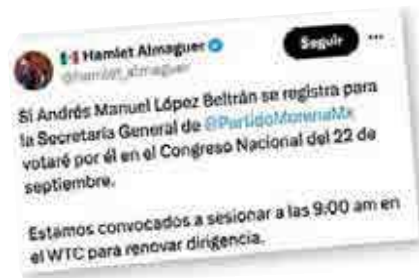 Hamlet Almaguer
Seguir
@hamlet_almaguer
Si Andrés Manuel López Beltrán se registra para
la Secretaría General de @PartidoMorenaMx
votaré por él en el Congreso Nacional del 22 de
septiembre.
Estamos convocados a sesionar a las 9:00 am en
el WTC para renovar dirigencia.